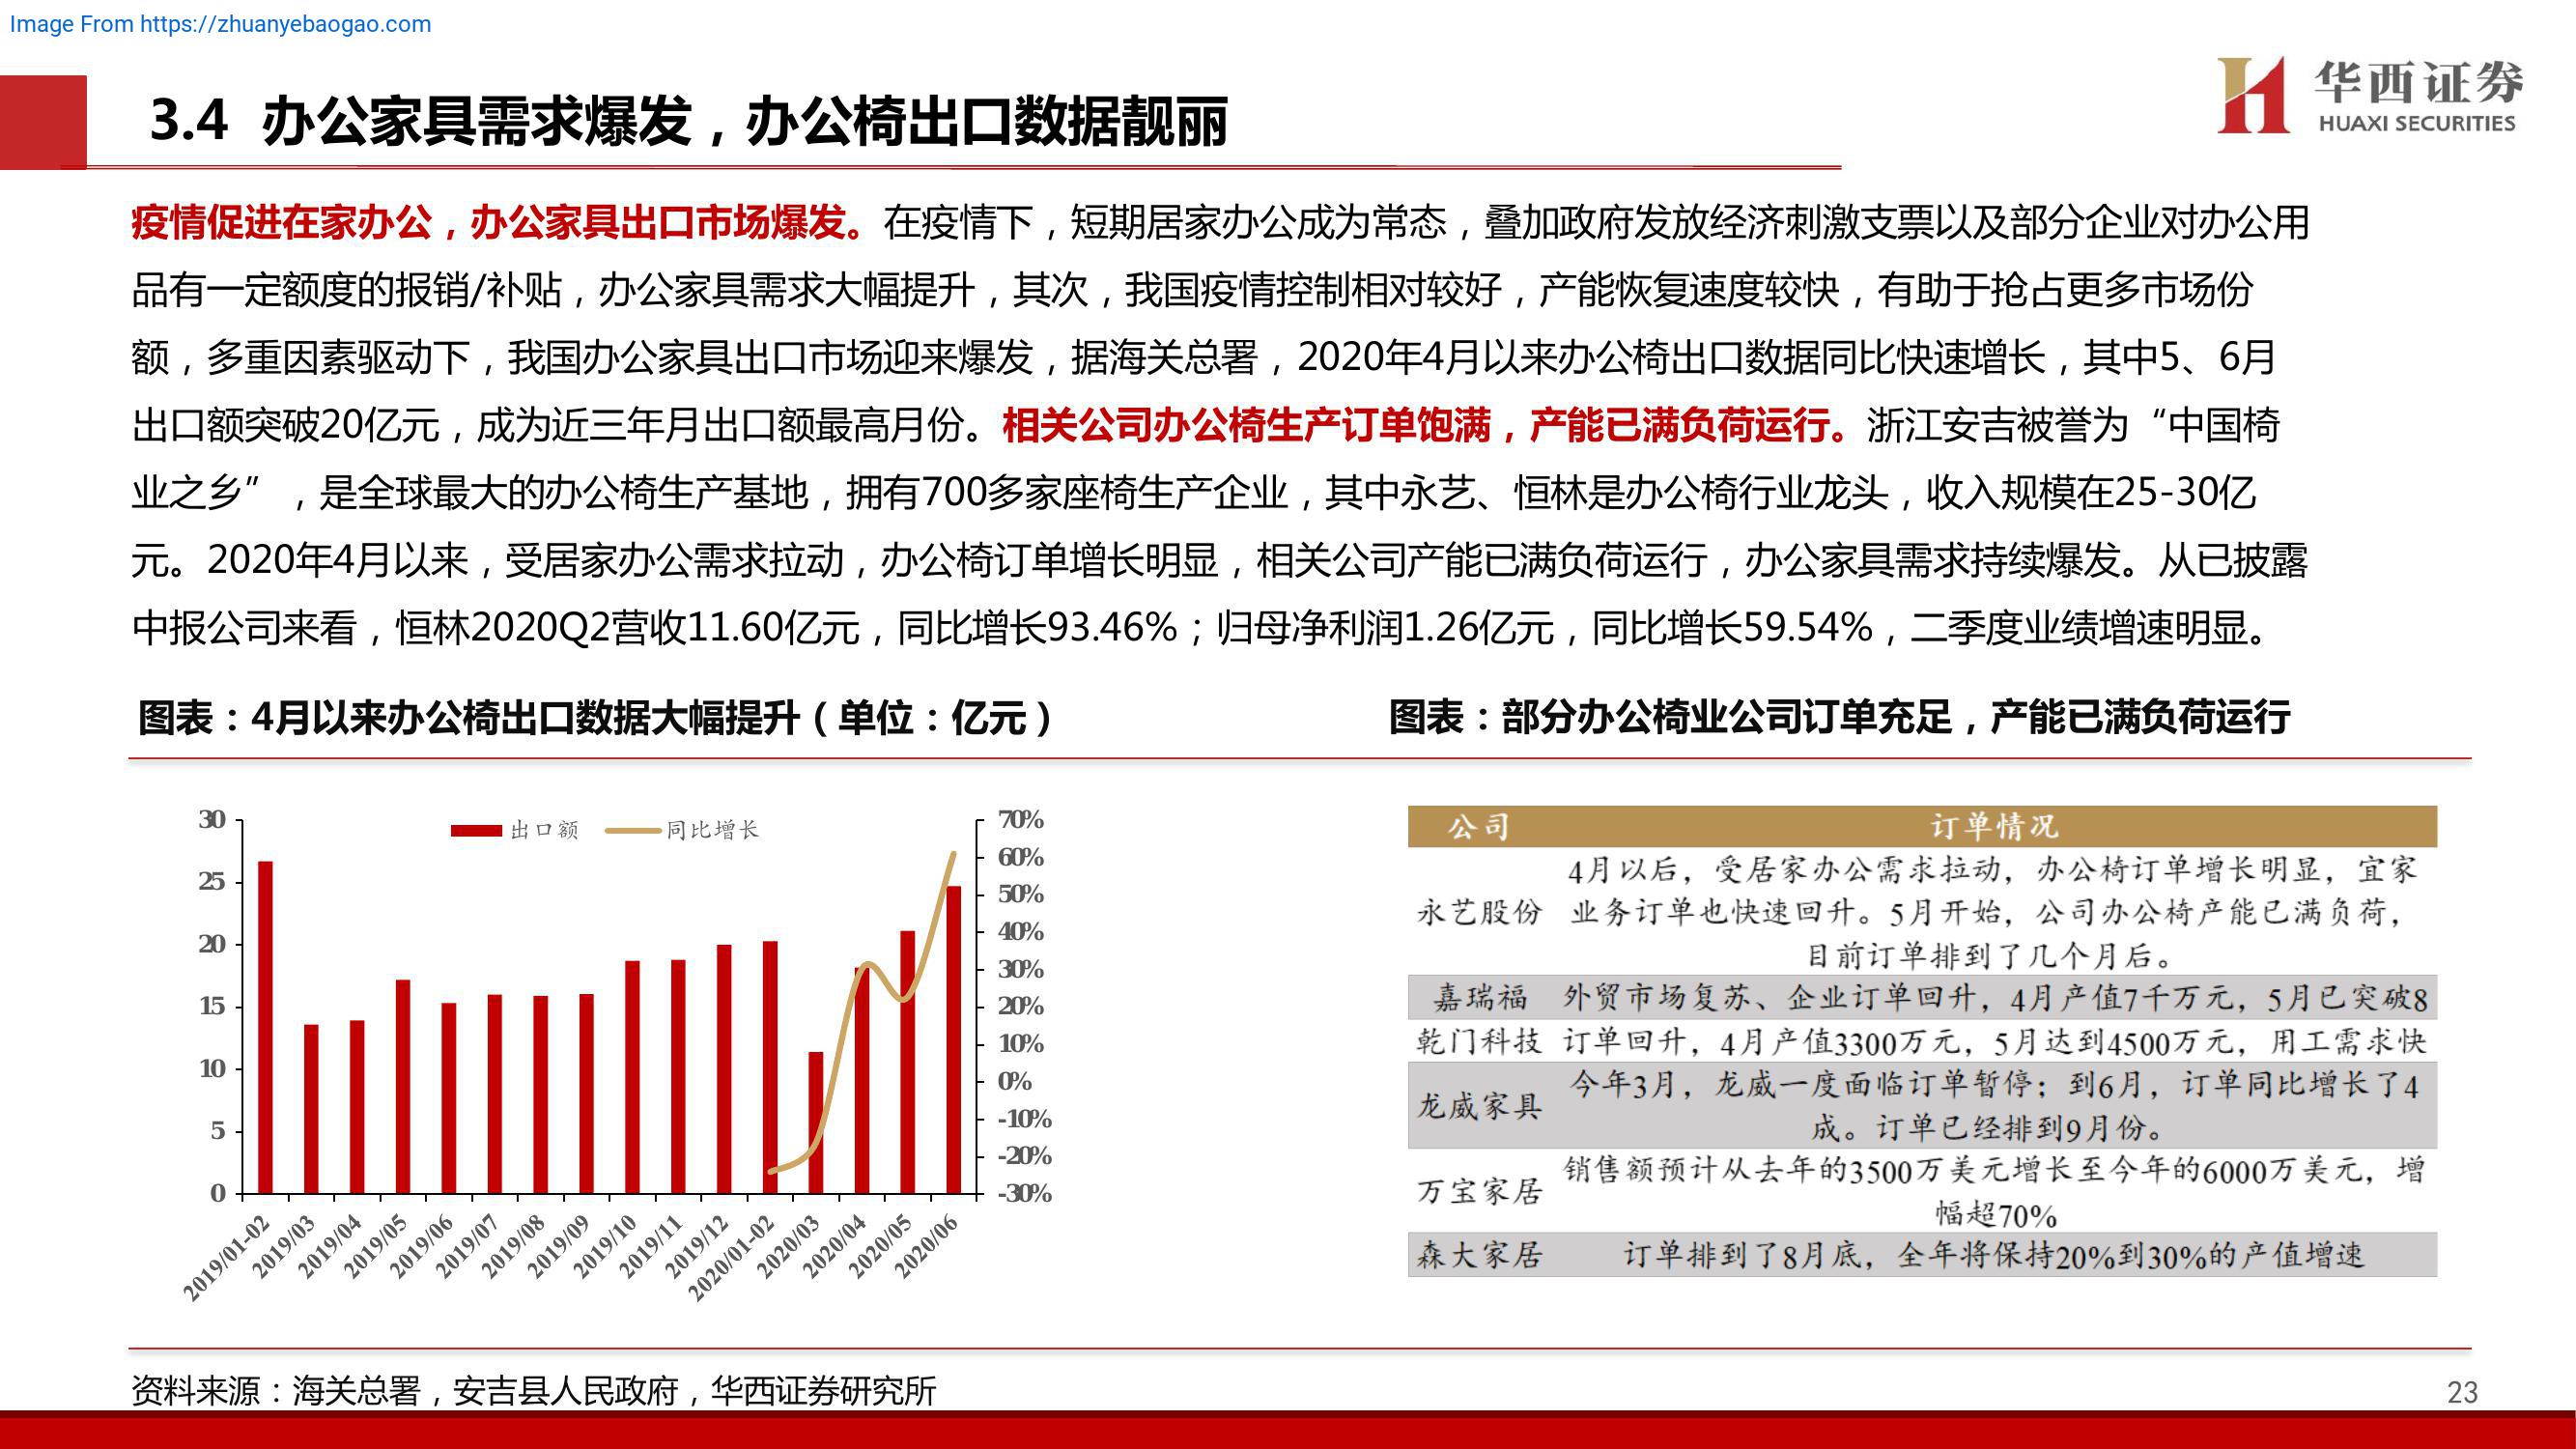 Image From https://zhuanyebaogao.com
华西证券
HUAXI SECURITIES
3.4 办公家具需求爆发，办公椅出口数据靓丽
疫情促进在家办公，办公家具出口市场爆发。在疫情下，短期居家办公成为常态，叠加政府发放经济刺激支票以及部分企业对办公用
品有一定额度的报销/补贴，办公家具需求大幅提升，其次，我国疫情控制相对较好，产能恢复速度较快，有助于抢占更多市场份
额，多重因素驱动下，我国办公家具出口市场迎来爆发，据海关总署，2020年4月以来办公椅出口数据同比快速增长，其中5、6月
出口额突破20亿元，成为近三年月出口额最高月份。相关公司办公椅生产订单饱满，产能已满负荷运行。浙江安吉被誉为“中国椅
业之乡”，是全球最大的办公椅生产基地，拥有700多家座椅生产企业，其中永艺、恒林是办公椅行业龙头，收入规模在25-30亿
元。2020年4月以来，受居家办公需求拉动，办公椅订单增长明显，相关公司产能已满负荷运行，办公家具需求持续爆发。从已披露
中报公司来看，恒林2020Q2营收11.60亿元，同比增长93.46%；归母净利润1.26亿元，同比增长59.54%，二季度业绩增速明显。
图表：4月以来办公椅出口数据大幅提升（单位：亿元）
出口额 同比增长
30
25
20
15
10
5
0
70%
60%
50%
40%
30%
20%
10%
0%
-10%
-20%
-30%
2019/01-02
2019/03
2019/04
2019/05
2019/06
2019/07
2019/08
2019/09
2019/10
2019/11
2019/12
2020/01-02
2020/03
2020/04
2020/05
2020/06
图表：部分办公椅业公司订单充足，产能已满负荷运行
公司 订单情况
4月以后，受居家办公需求拉动，办公椅订单增长明显，宜家
永艺股份 业务订单也快速回升。5月开始，公司办公椅产能已满负荷，
目前订单排到了几个月后。
嘉瑞福 外贸市场复苏、企业订单回升，4月产值7千万元，5月已突破8
乾门科技 订单回升，4月产值3300万元，5月达到4500万元，用工需求快
龙威家具 今年3月，龙威一度面临订单暂停；到6月，订单同比增长了4
成。订单已经排到9月份。
万宝家居 销售额预计从去年的3500万美元增长至今年的6000万美元，增
幅超70%
森大家居 订单排到了8月底，全年将保持20%到30%的产值增速
资料来源：海关总署，安吉县人民政府，华西证券研究所
23